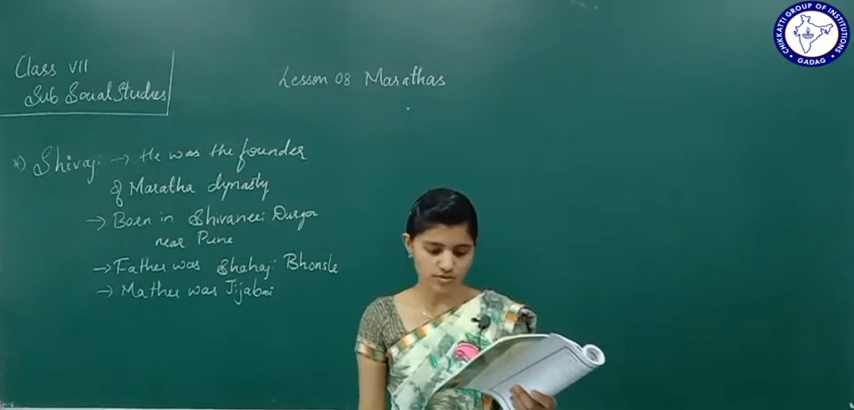 Class VII
Sub Social Studies
Lesson 08 Marathas
*) Shivaji → He was the founder
of Maratha dynasty
→ Born in Shivaneri Durga
near Pune
→ Father was Shahaji Bhonsle
→ Mather was Jijabai
CHIKKATTI GROUP OF INSTITUTIONS
GADAG